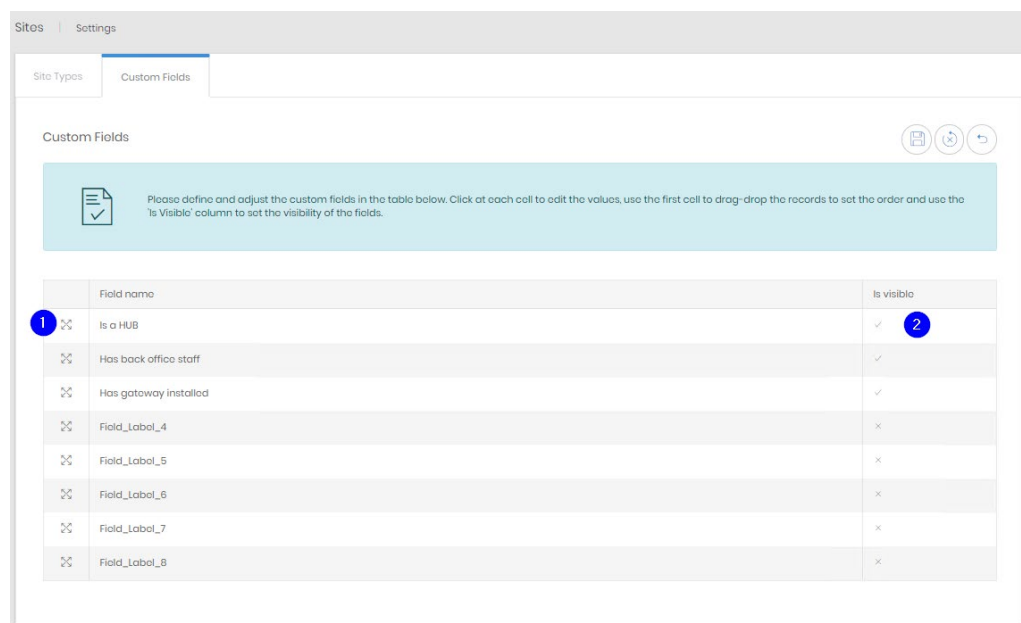 Sites | Settings
Site Types Custom Fields
Custom Fields
Please define and adjust the custom fields in the table below. Click at each cell to edit the values, use the first cell to drag-drop the records to set the order and use the
'Is Visible' column to set the visibility of the fields.
Field name Is visible
1 Is a HUB 2
Has back office staff
Has gateway installed
Field_Label_4
Field_Label_5
Field_Label_6
Field_Label_7
Field_Label_8